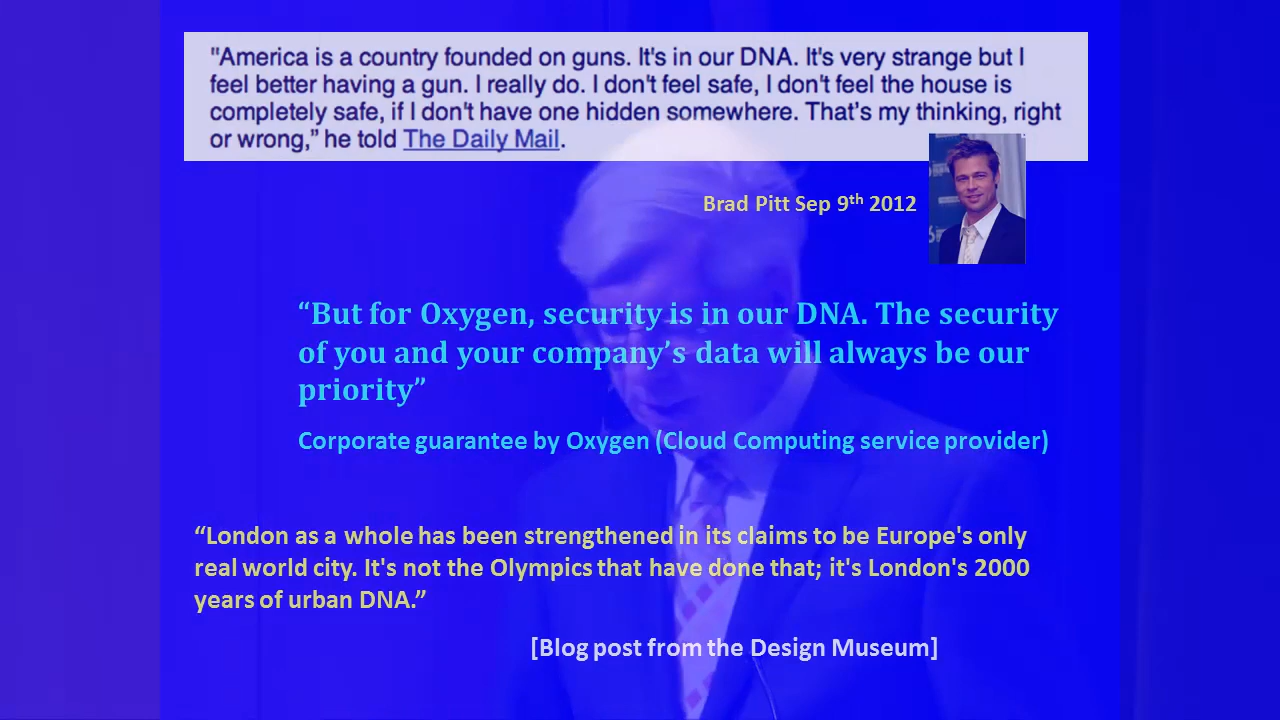 "America is a country founded on guns. It's in our DNA. It's very strange but I
feel better having a gun. I really do. I don't feel safe, I don't feel the house is
completely safe, if I don't have one hidden somewhere. That's my thinking, right
or wrong,” he told The Daily Mail.
Brad Pitt Sep 9th 2012
“But for Oxygen, security is in our DNA. The security
of you and your company’s data will always be our
priority”
Corporate guarantee by Oxygen (Cloud Computing service provider)
“London as a whole has been strengthened in its claims to be Europe's only
real world city. It's not the Olympics that have done that; it's London's 2000
years of urban DNA.”
[Blog post from the Design Museum]